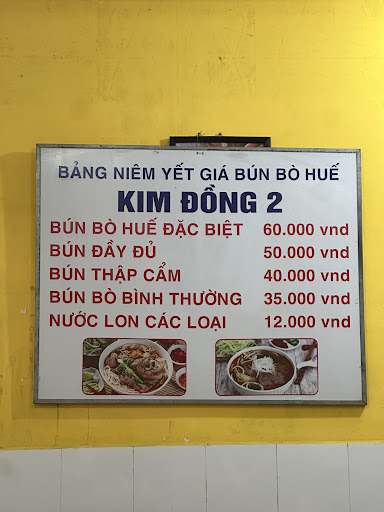 BẢNG NIÊM YẾT GIÁ BÚN BÒ HUẾ
KIM ĐỒNG 2
BÚN BÒ HUẾ ĐẶC BIỆT 60.000 vnd
BÚN ĐẦY ĐỦ 50.000 vnd
BÚN THẬP CẨM 40.000 vnd
BÚN BÒ BÌNH THƯỜNG 35.000 vnd
NƯỚC LON CÁC LOẠI 12.000 vnd